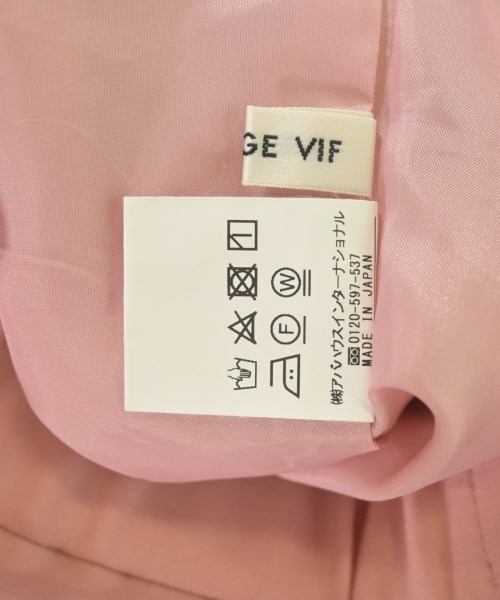 GE VIF
W
F
㈱アバハウスインターナショナル
0120-597-537
MADE IN JAPAN